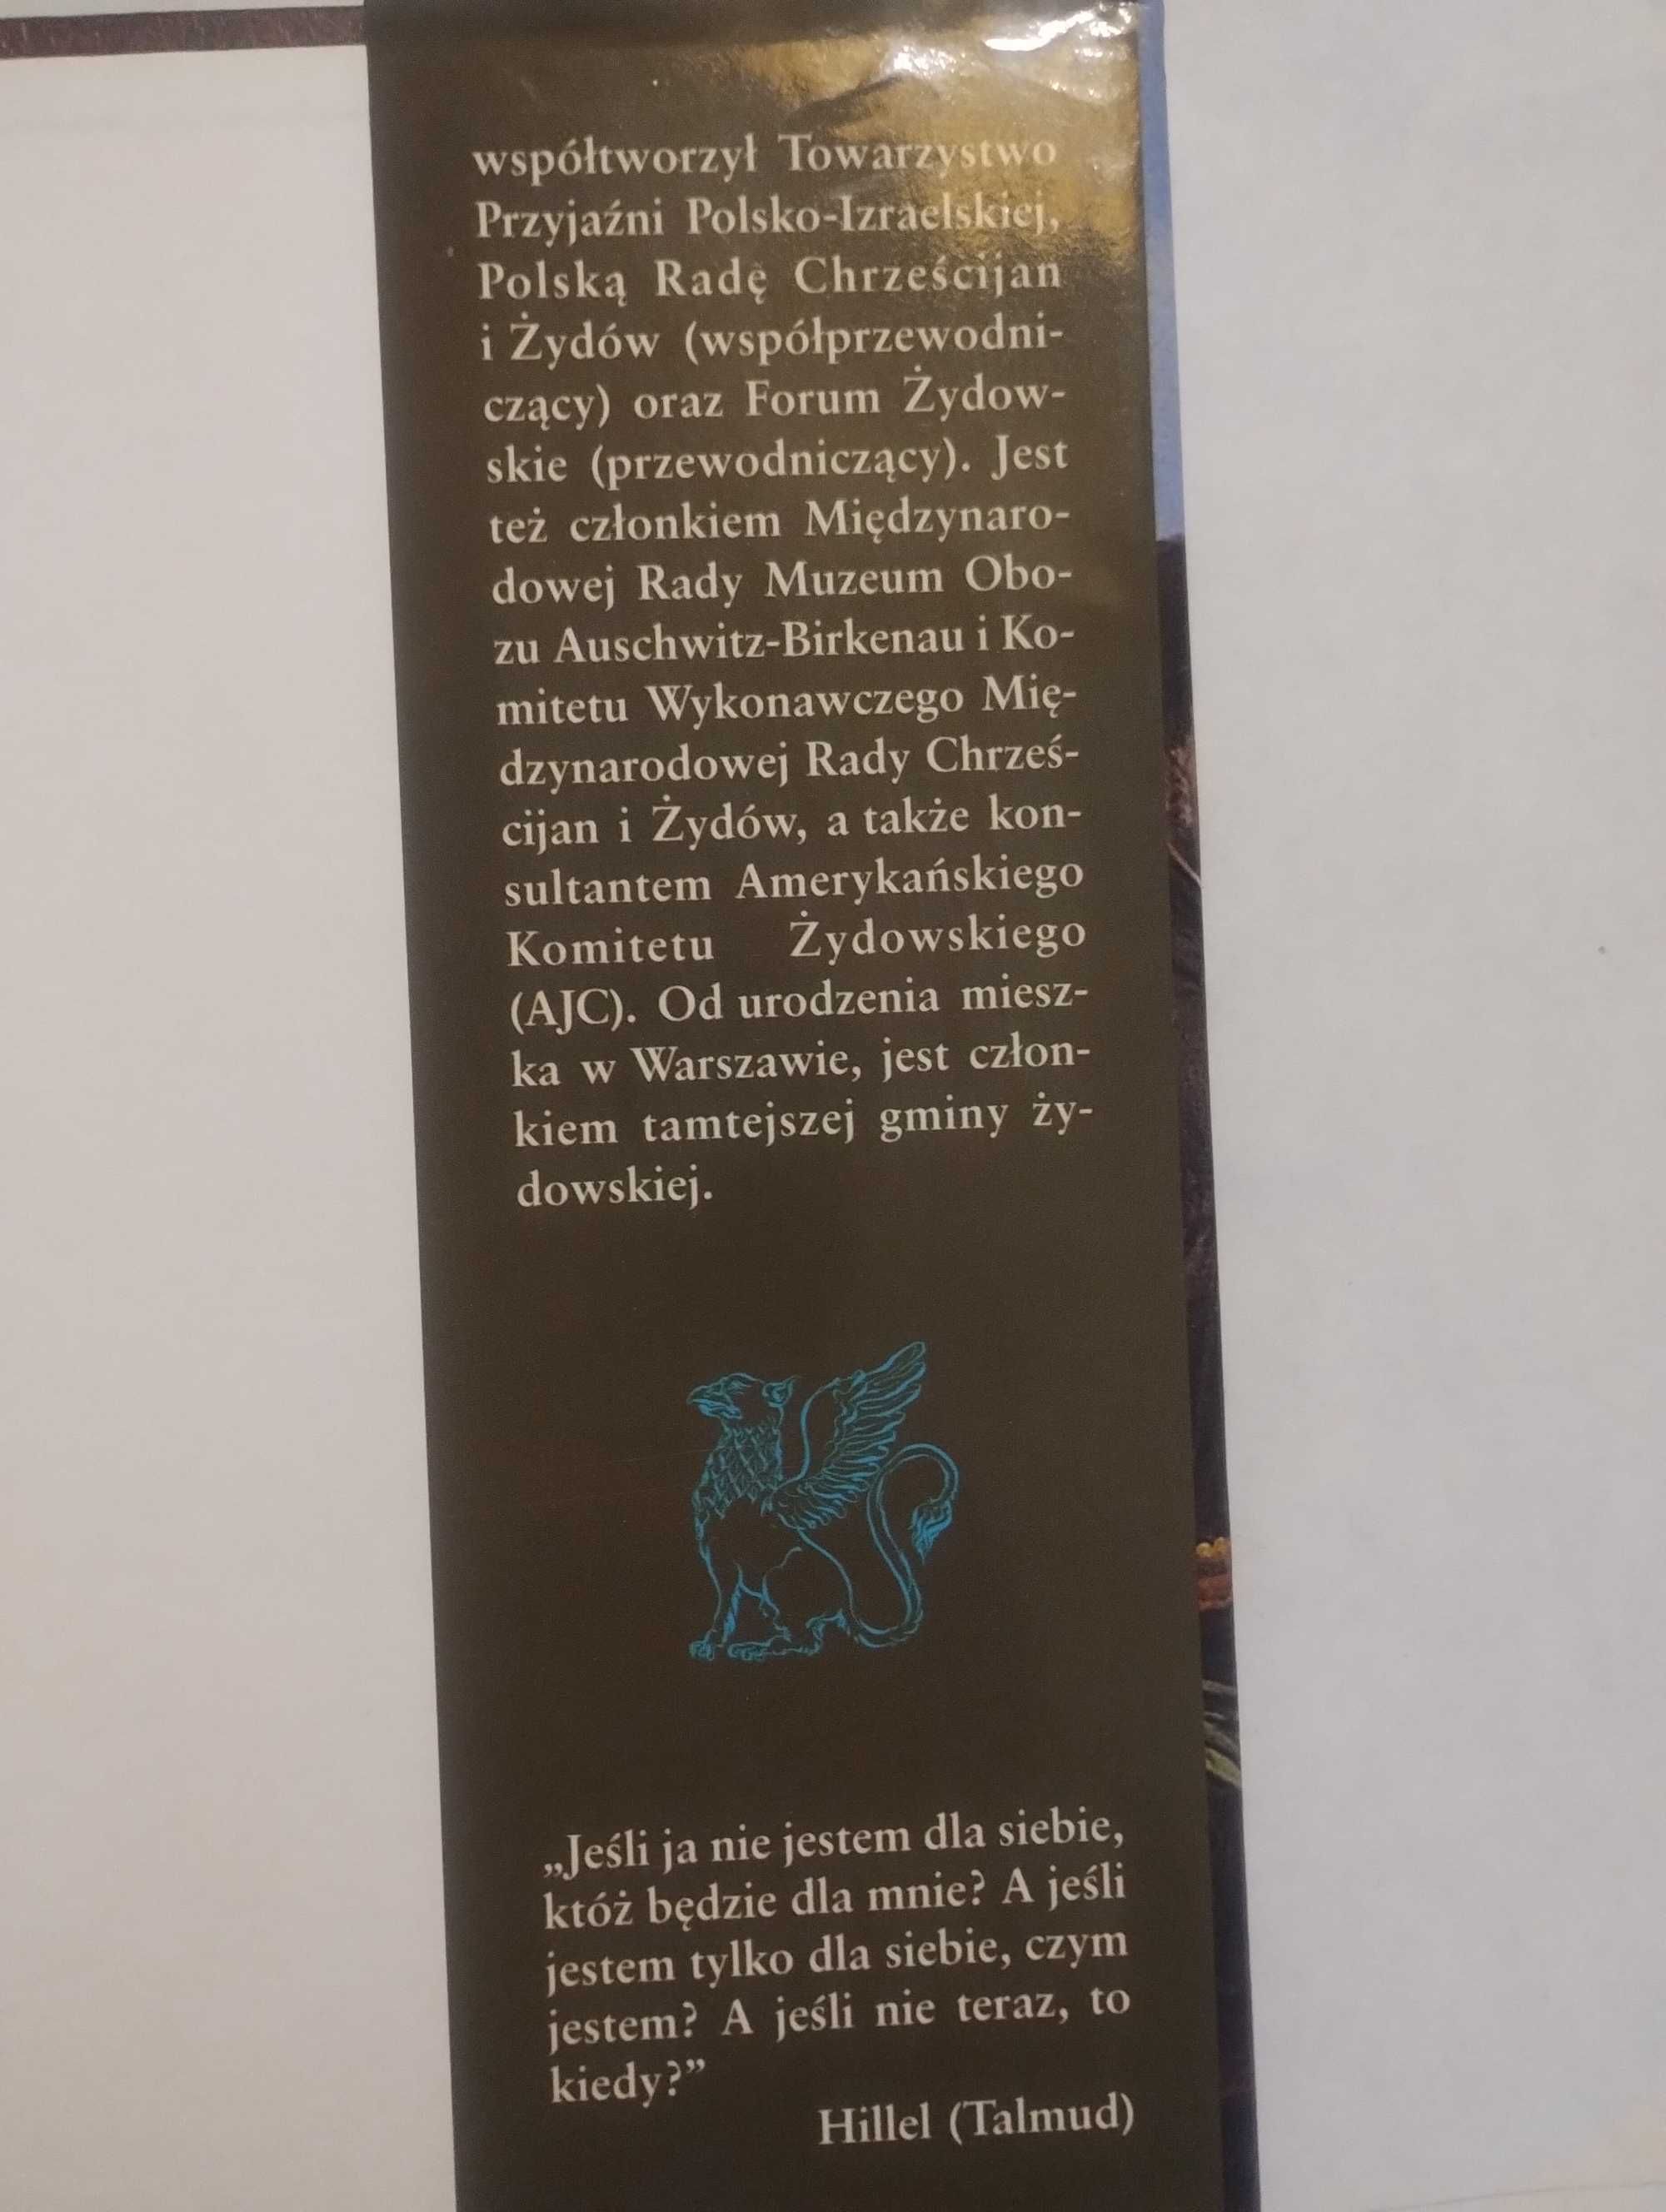 współtworzył Towarzystwo
Przyjaźni Polsko-Izraelskiej,
Polską Radę Chrześcijan
i Żydów (współprzewodni-
czący) oraz Forum Żydow-
skie (przewodniczący). Jest
też członkiem Międzynaro-
dowej Rady Muzeum Obo-
zu Auschwitz-Birkenau i Ko-
mitetu Wykonawczego Mię-
dzynarodowej Rady Chrześ-
cijan i Żydów, a także kon-
sultantem Amerykańskiego
Komitetu Żydowskiego
(AJC). Od urodzenia miesz-
ka w Warszawie, jest człon-
kiem tamtejszej gminy ży-
dowskiej.
„Jeśli ja nie jestem dla siebie,
któż będzie dla mnie? A jeśli
jestem tylko dla siebie, czym
jestem? A jeśli nie teraz, to
kiedy?”
Hillel (Talmud)